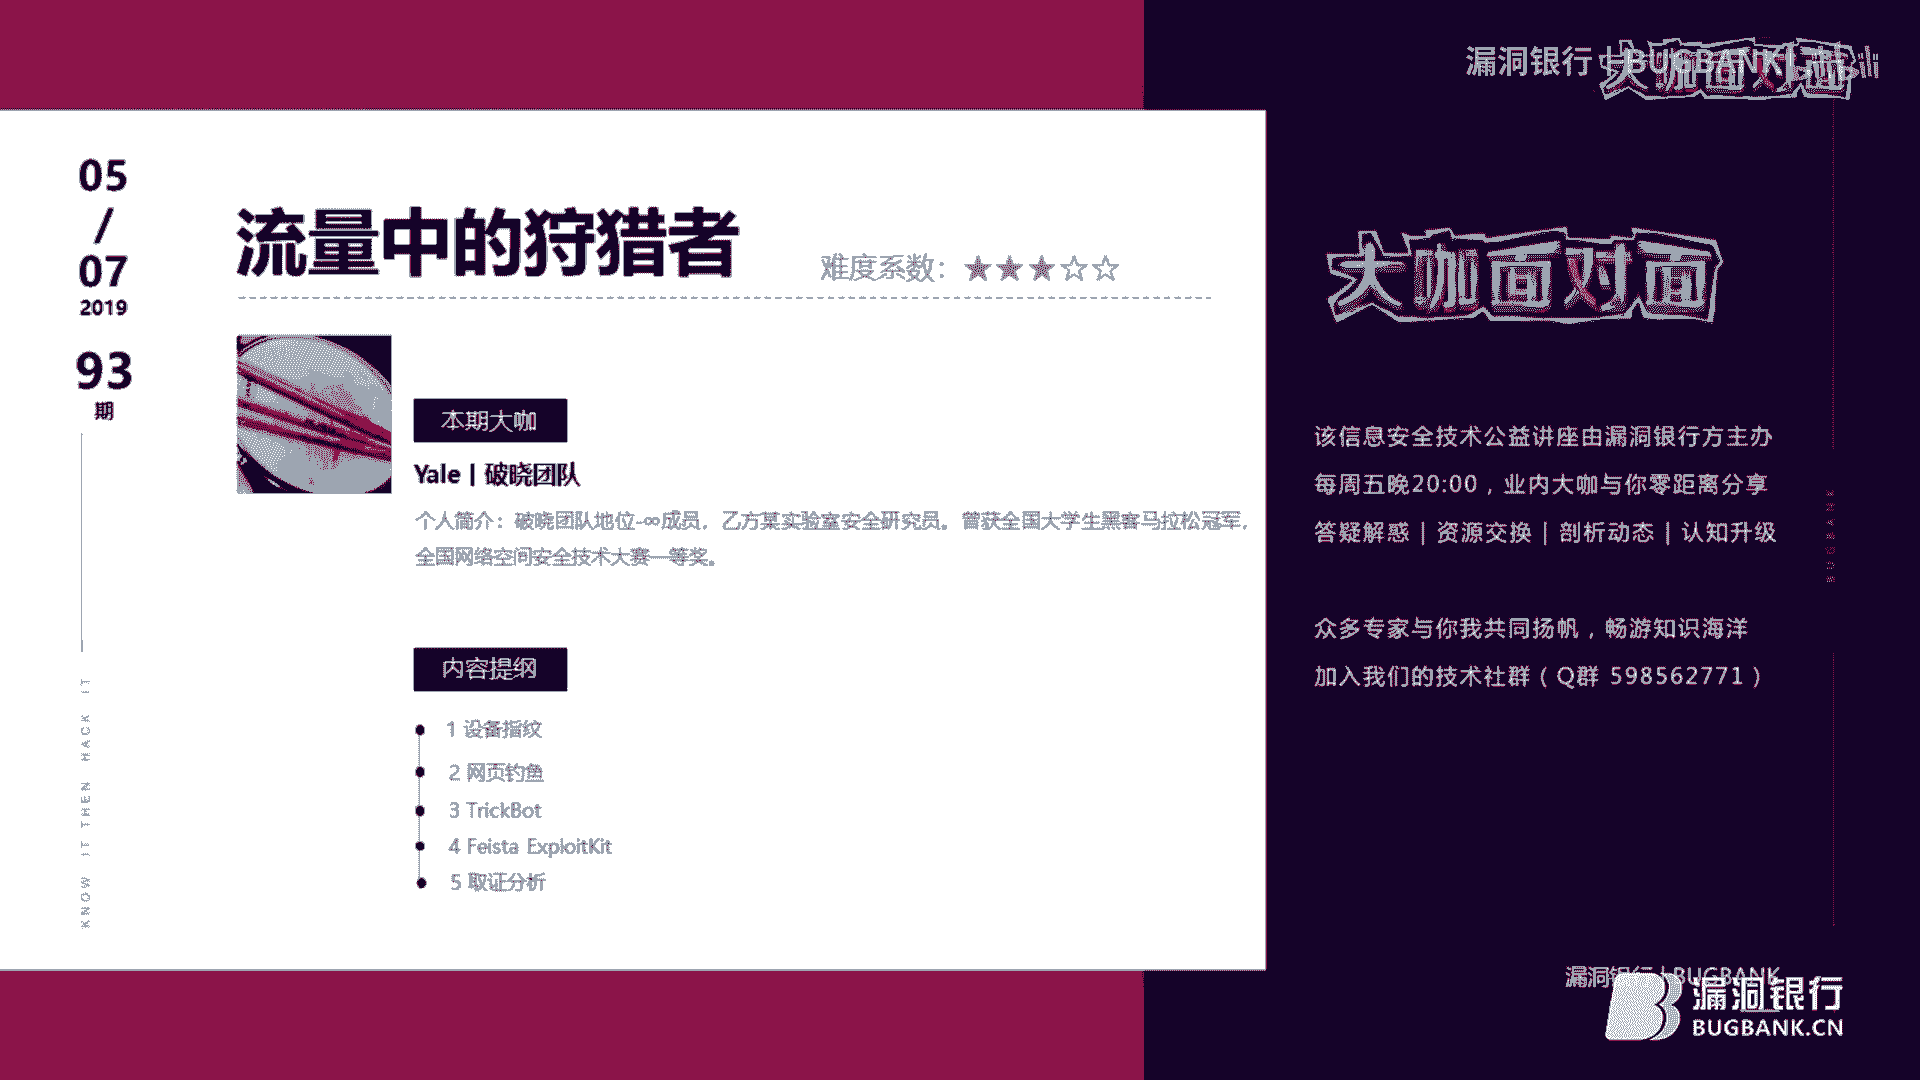 漏洞银行 | BUGBANK
大咖面对面
05
/
07
2019
93
期
KNOW IT THEN HACK IT
流量中的狩猎者
难度系数：★★★☆☆
本期大咖
Yale | 破晓团队
个人简介：破晓团队地位-∞成员，乙方某实验室安全研究员。曾获全国大学生黑客马拉松冠军，
全国网络空间安全技术大赛一等奖。
内容提纲
1 设备指纹
2 网页钓鱼
3 TrickBot
4 Feista ExploitKit
5 取证分析
大咖面对面
该信息安全技术公益讲座由漏洞银行方主办
每周五晚20:00，业内大咖与你零距离分享
答疑解惑 | 资源交换 | 剖析动态 | 认知升级
众多专家与你我共同扬帆，畅游知识海洋
加入我们的技术社群（Q群 598562771）
BUGBANK
漏洞银行 | BUGBANK
漏洞银行
BUGBANK.CN